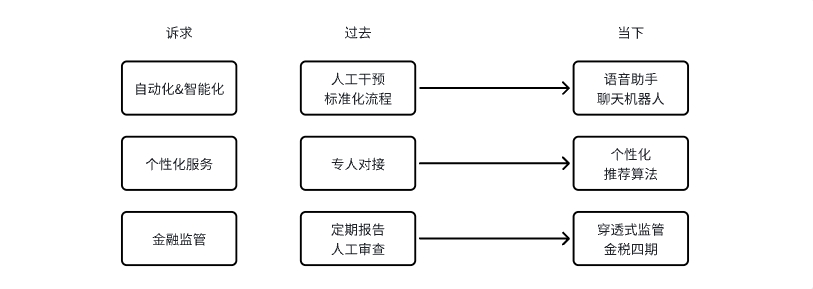 诉求
过去
当下
自动化&智能化
人工干预
标准化流程
语音助手
聊天机器人
个性化服务
专人对接
个性化
推荐算法
金融监管
定期报告
人工审查
穿透式监管
金税四期